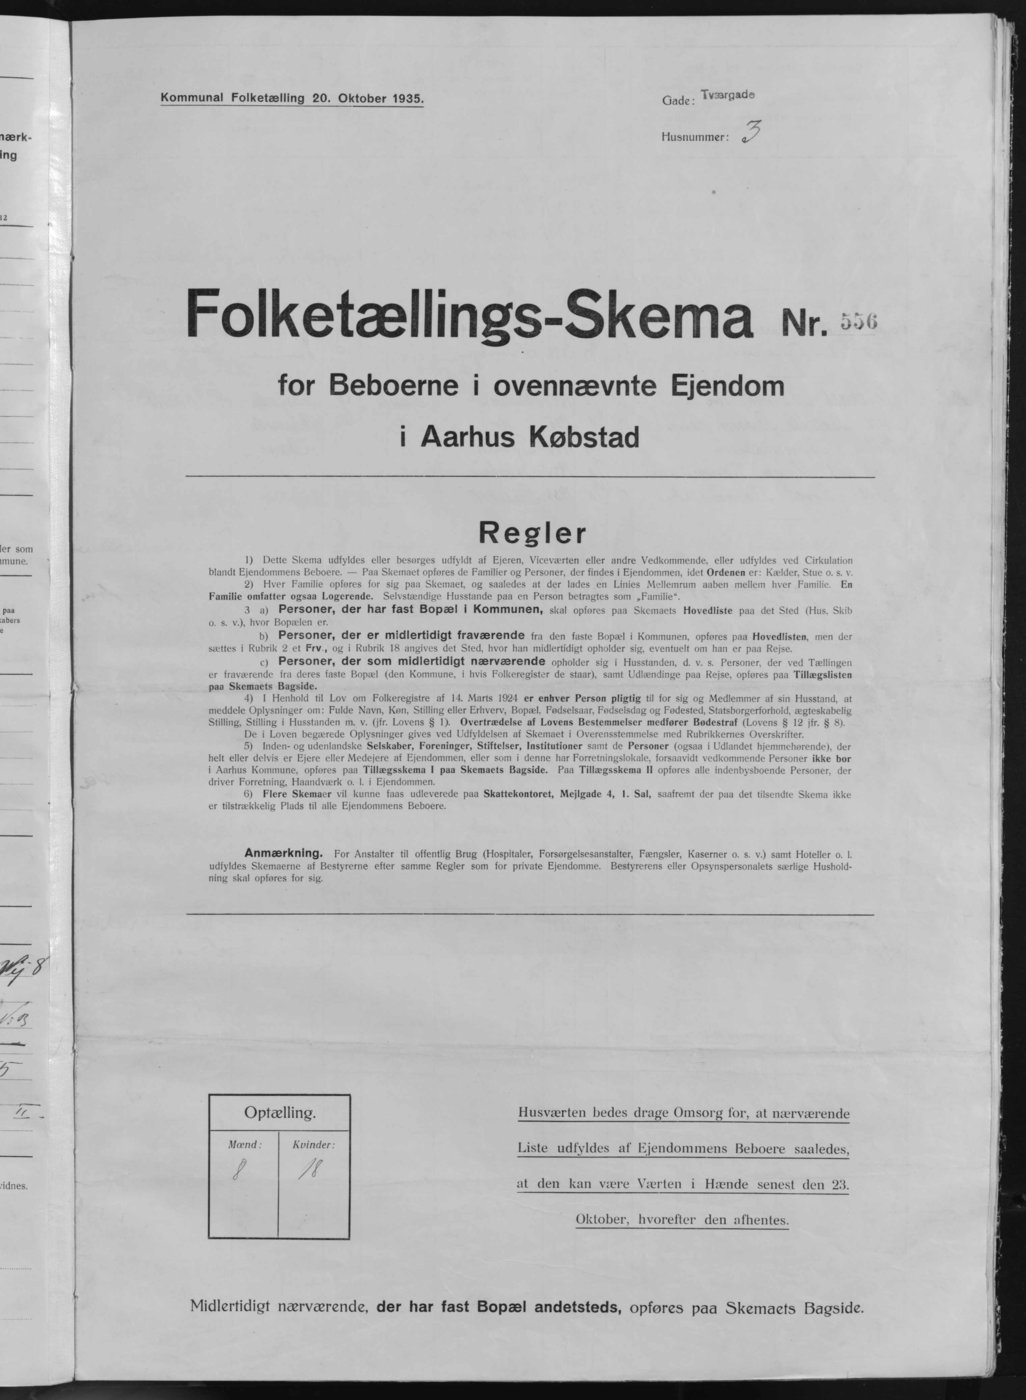 Kommunal Folketælling 20. Oktober 1935.
Gade: Tværgade
Husnummer: 3
Folketællings-Skema Nr. 556
for Beboerne i ovennævnte Ejendom
i Aarhus Købstad
Regler
1) Dette Skema udfyldes eller besørges udfyldt af Ejeren, Viceværten eller andre Vedkommende, eller udfyldes ved Cirkulation
blandt Ejendommens Beboere. — Paa Skemaet opføres de Familier og Personer, der findes i Ejendommen, idet Ordenen er: Kælder, Stue o. s. v.
2) Hver Familie opføres for sig paa Skemaet, og saaledes at der lades en Linies Mellemrum aaben mellem hver Familie. En
Familie omfatter ogsaa Logerende. Selvstændige Husstande paa en Person betragtes som „Familie“.
3 a) Personer, der har fast Bopæl i Kommunen, skal opføres paa Skemaets Hovedliste paa det Sted (Hus, Skib
o. s. v.), hvor Bopælen er.
b) Personer, der er midlertidigt fraværende fra den faste Bopæl i Kommunen, opføres paa Hovedlisten, men der
sættes i Rubrik 2 et Frv., og i Rubrik 18 angives det Sted, hvor han midlertidigt opholder sig, eventuelt om han er paa Rejse.
c) Personer, der som midlertidigt nærværende opholder sig i Husstanden, d. v. s. Personer, der ved Tællingen
er fraværende fra deres faste Bopæl (den Kommune, i hvis Folkeregister de staar), samt Udlændinge paa Rejse, opføres paa Tillægslisten
paa Skemaets Bagside.
4) I Henhold til Lov om Folkeregistre af 14. Marts 1924 er enhver Person pligtig til for sig og Medlemmer af sin Husstand, at
meddele Oplysninger om: Fulde Navn, Køn, Stilling eller Erhverv, Bopæl, Fødselsaar, Fødselsdag og Fødested, Statsborgerforhold, ægteskabelig
Stilling, Stilling i Husstanden m. v. (jfr. Lovens § 1). Overtrædelse af Lovens Bestemmelser medfører Bødestraf (Lovens § 12 jfr. § 8).
De i Loven begærede Oplysninger gives ved Udfyldelsen af Skemaet i Overensstemmelse med Rubrikkernes Overskrifter.
5) Inden- og udenlandske Selskaber, Foreninger, Stiftelser, Institutioner samt de Personer (ogsaa i Udlandet hjemmehørende), der
helt eller delvis er Ejere eller Medejere af Ejendommen, eller som i denne har Forretningslokale, forsaavidt vedkommende Personer ikke bor
i Aarhus Kommune, opføres paa Tillægsskema I paa Skemaets Bagside. Paa Tillægsskema II opføres alle indenbysboende Personer, der
driver Forretning, Haandværk o. l. i Ejendommen.
6) Flere Skemaer vil kunne faas udleverede paa Skattekontoret, Mejlgade 4, 1. Sal, saafremt der paa det tilsendte Skema ikke
er tilstrækkelig Plads til alle Ejendommens Beboere.
Anmærkning. For Anstalter til offentlig Brug (Hospitaler, Forsørgelsesanstalter, Fængsler, Kaserner o. s. v.) samt Hoteller o. l.
udfyldes Skemaerne af Bestyrerne efter samme Regler som for private Ejendomme. Bestyrerens eller Opsynspersonalets særlige Hushold-
ning skal opføres for sig.
Optælling.
Mænd: Kvinder:
8 18
Husværten bedes drage Omsorg for, at nærværende
Liste udfyldes af Ejendommens Beboere saaledes,
at den kan være Værten i Hænde senest den 23.
Oktober, hvorefter den afhentes.
Midlertidigt nærværende, der har fast Bopæl andetsteds, opføres paa Skemaets Bagside.